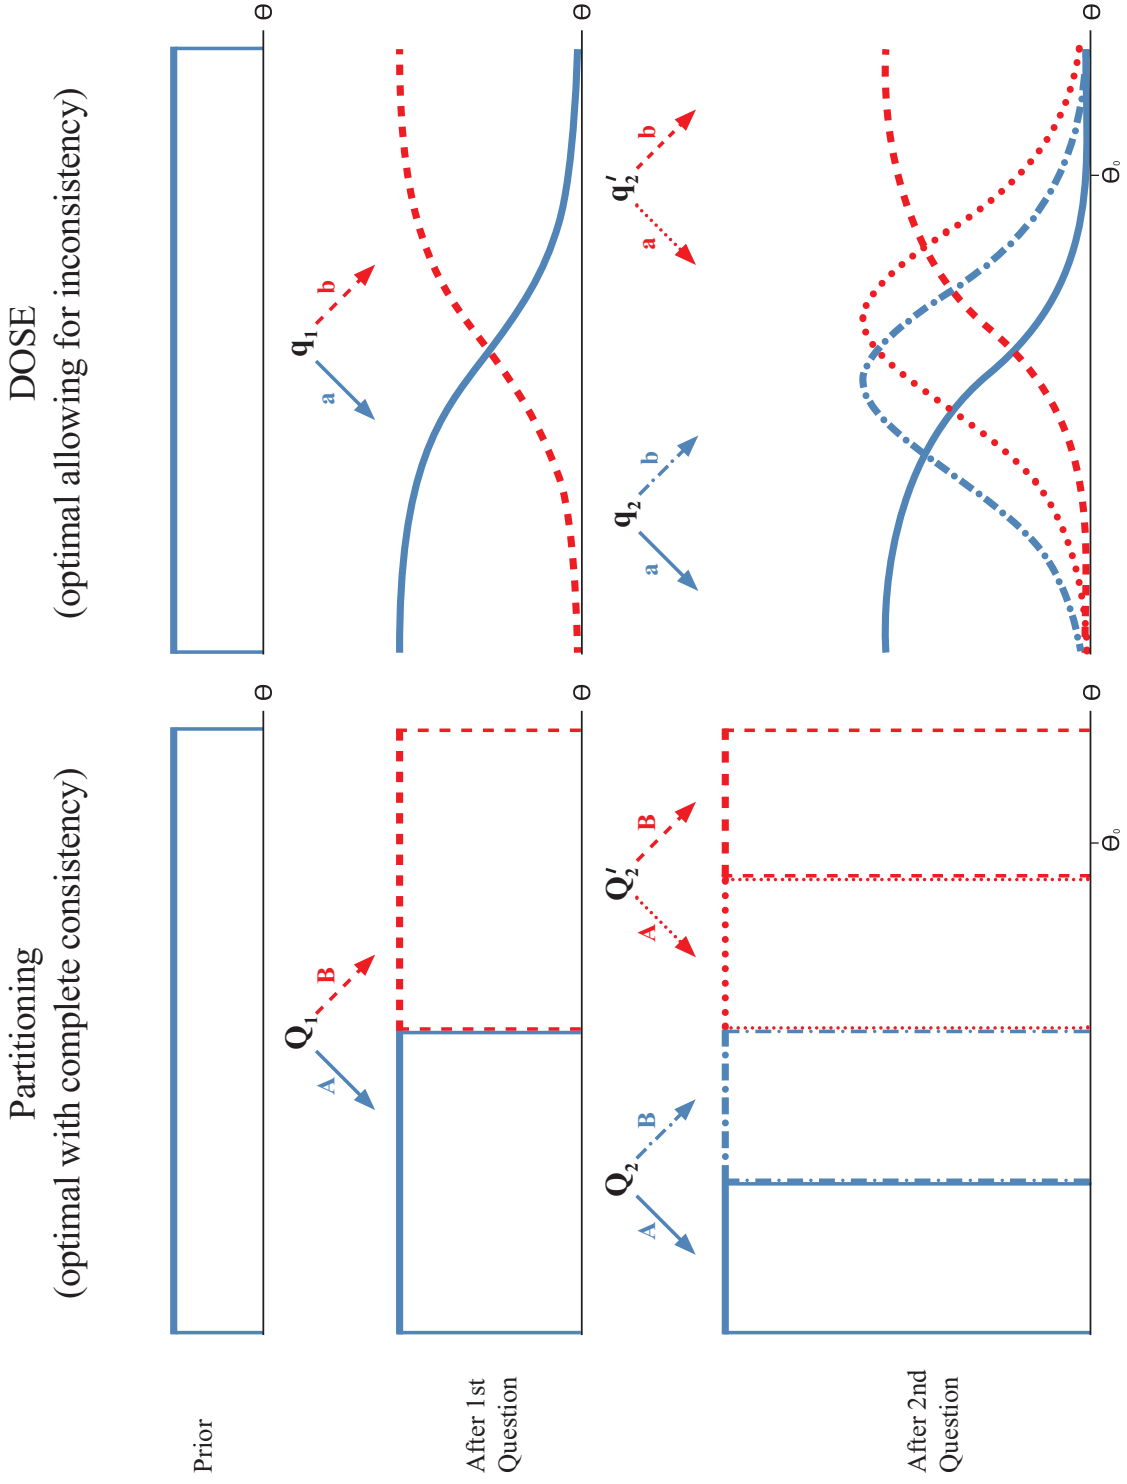 Partitioning
(optimal with complete consistency)
DOSE
(optimal allowing for inconsistency)
Prior
θ
θ
Q1
A
B
q1
a
b
After 1st
Question
θ
θ
Q2
A
B
Q2′
A
B
q2
a
b
q2′
a
b
After 2nd
Question
θ0
θ
θ0
θ